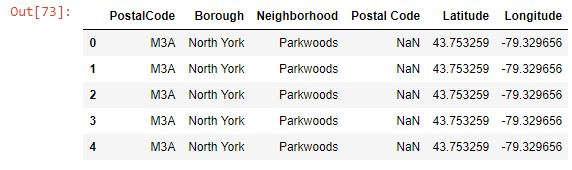 Out[73]:
PostalCode Borough Neighborhood Postal Code Latitude Longitude
0 M3A North York Parkwoods NaN 43.753259 -79.329656
1 M3A North York Parkwoods NaN 43.753259 -79.329656
2 M3A North York Parkwoods NaN 43.753259 -79.329656
3 M3A North York Parkwoods NaN 43.753259 -79.329656
4 M3A North York Parkwoods NaN 43.753259 -79.329656